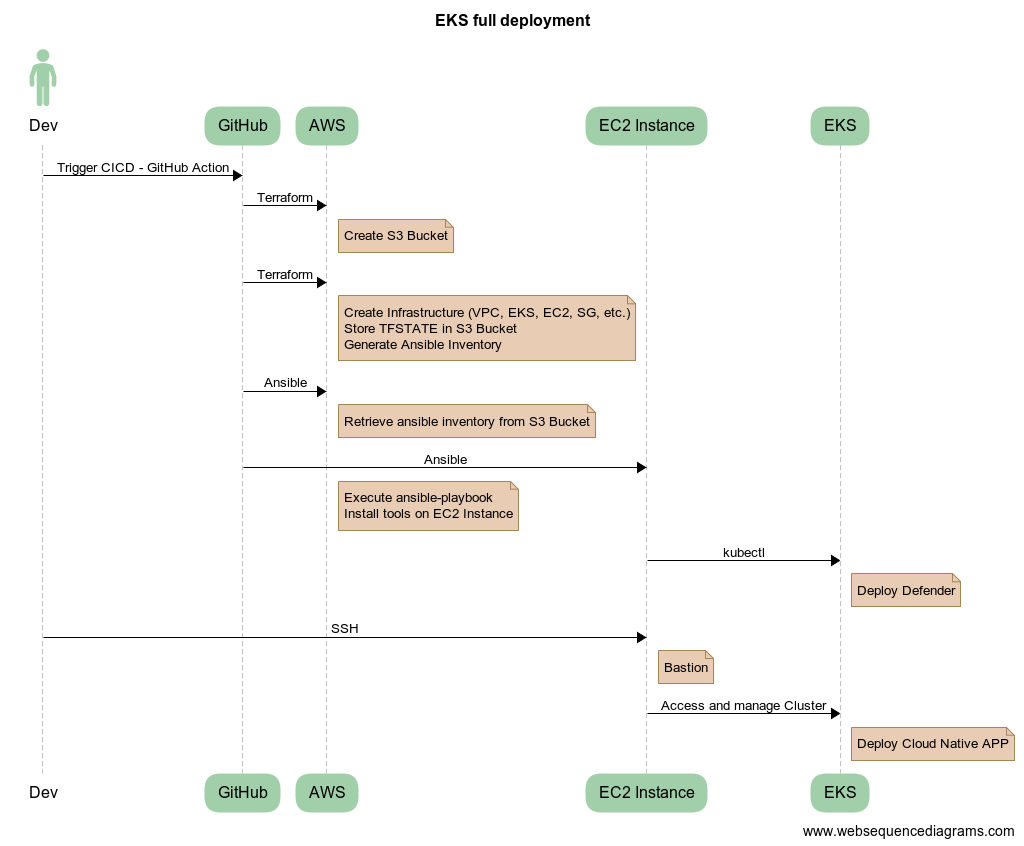 EKS full deployment
Dev
GitHub
AWS
EC2 Instance
EKS
Trigger CICD - GitHub Action
Terraform
Create S3 Bucket
Terraform
Create Infrastructure (VPC, EKS, EC2, SG, etc.)
Store TFSTATE in S3 Bucket
Generate Ansible Inventory
Ansible
Retrieve ansible inventory from S3 Bucket
Ansible
Execute ansible-playbook
Install tools on EC2 Instance
kubectl
Deploy Defender
SSH
Bastion
Access and manage Cluster
Deploy Cloud Native APP
Dev
GitHub
AWS
EC2 Instance
EKS
www.websequencediagrams.com